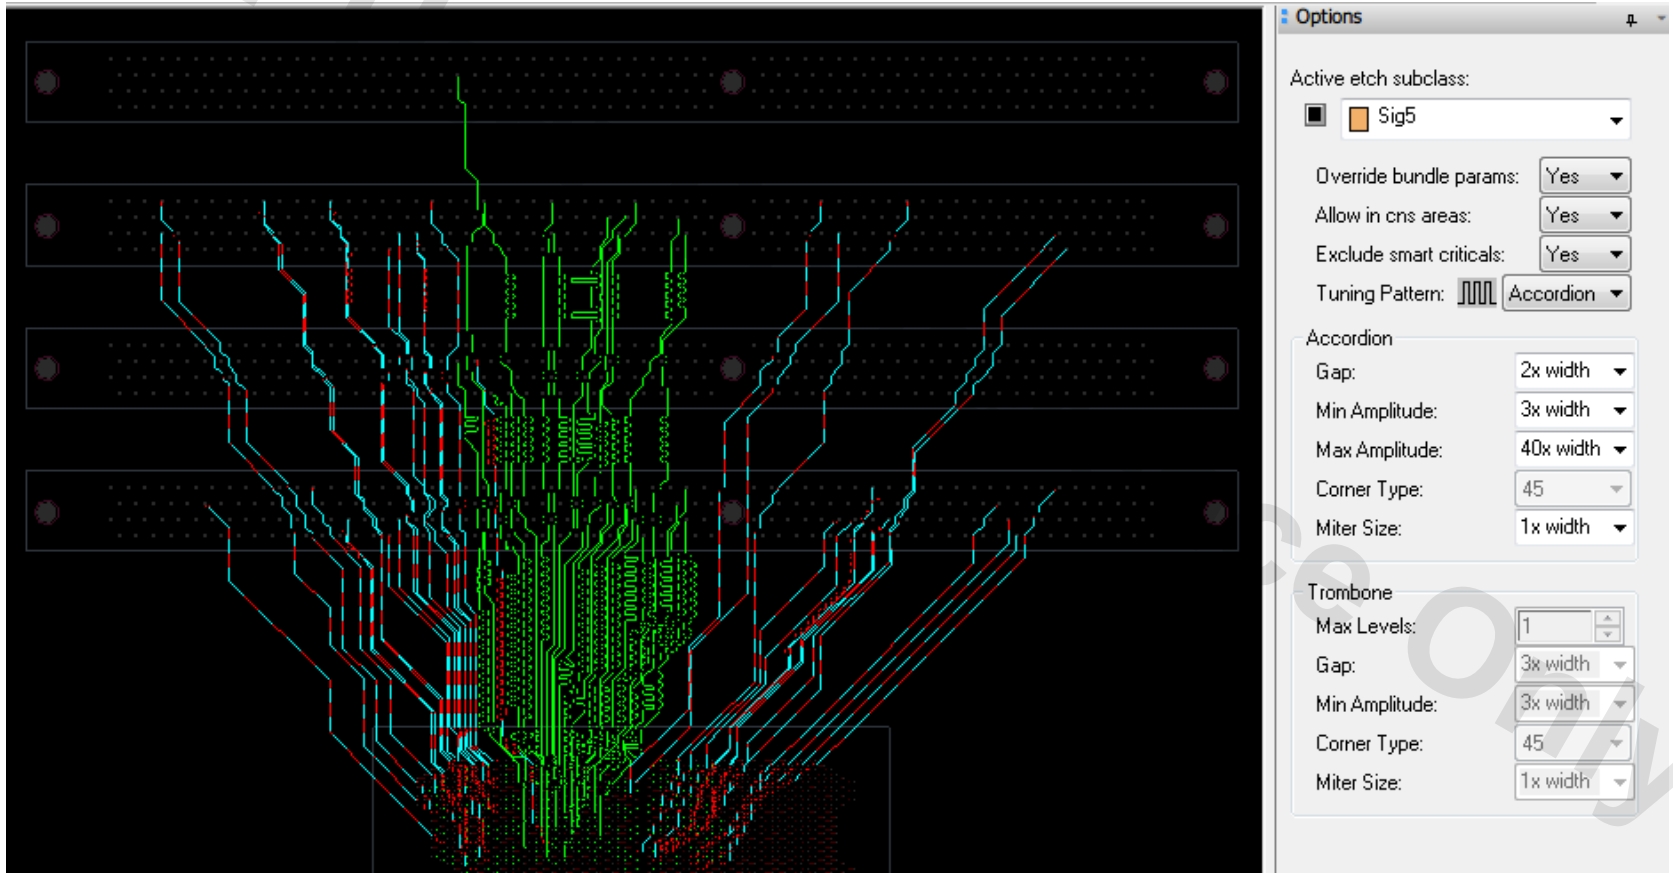 Options
Active etch subclass:
Sig5
Override bundle params: Yes
Allow in cns areas: Yes
Exclude smart criticals: Yes
Tuning Pattern: Accordion
Accordion
Gap: 2x width
Min Amplitude: 3x width
Max Amplitude: 40x width
Corner Type: 45
Miter Size: 1x width
Trombone
Max Levels: 1
Gap: 3x width
Min Amplitude: 3x width
Corner Type: 45
Miter Size: 1x width
Only